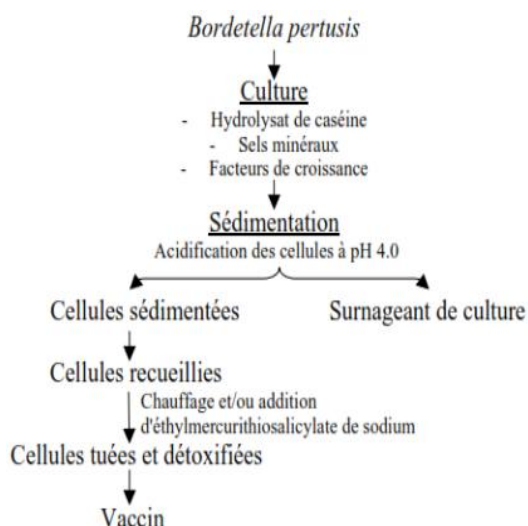 Bordetella pertusis
Culture
- Hydrolysat de caséine
- Sels minéraux
- Facteurs de croissance
Sédimentation
Acidification des cellules à pH 4.0
Cellules sédimentées
Surnageant de culture
Cellules recueillies
Chauffage et/ou addition
d'éthylmercurithiosalicylate de sodium
Cellules tuées et détoxifiées
Vaccin